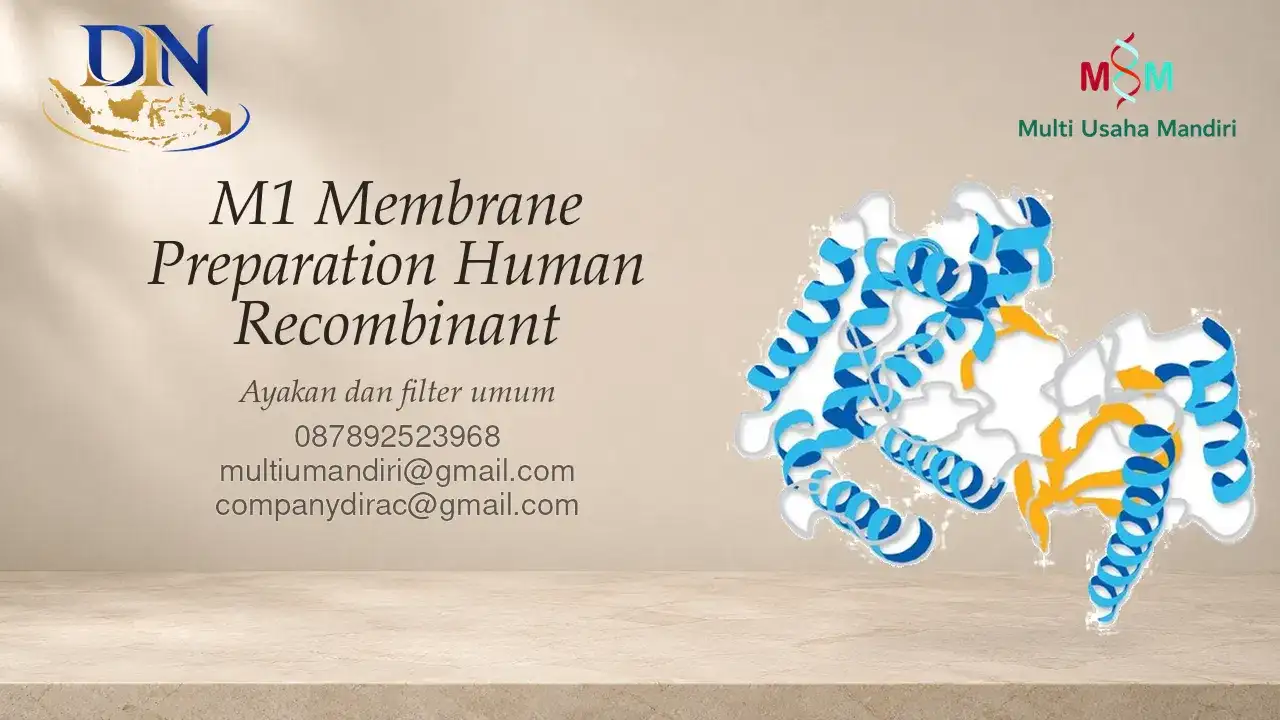 DIN
MSM
Multi Usaha Mandiri
M1 Membrane
Preparation Human
Recombinant
Ayakan dan filter umum
087892523968
multiumandiri@gmail.com
companydirac@gmail.com